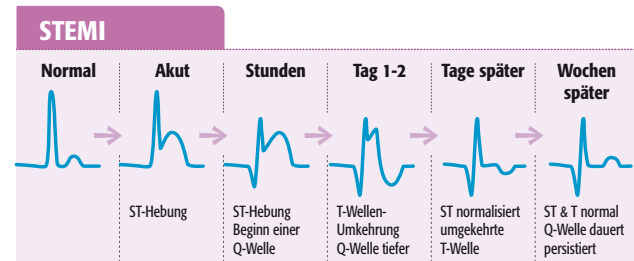 STEMI
Normal
Akut
Stunden
Tag 1-2
Tage später
Wochen
später
ST-Hebung
ST-Hebung
Beginn einer
Q-Welle
T-Wellen-
Umkehrung
Q-Welle tiefer
ST normalisiert
umgekehrte
T-Welle
ST & T normal
Q-Welle dauert
persistiert